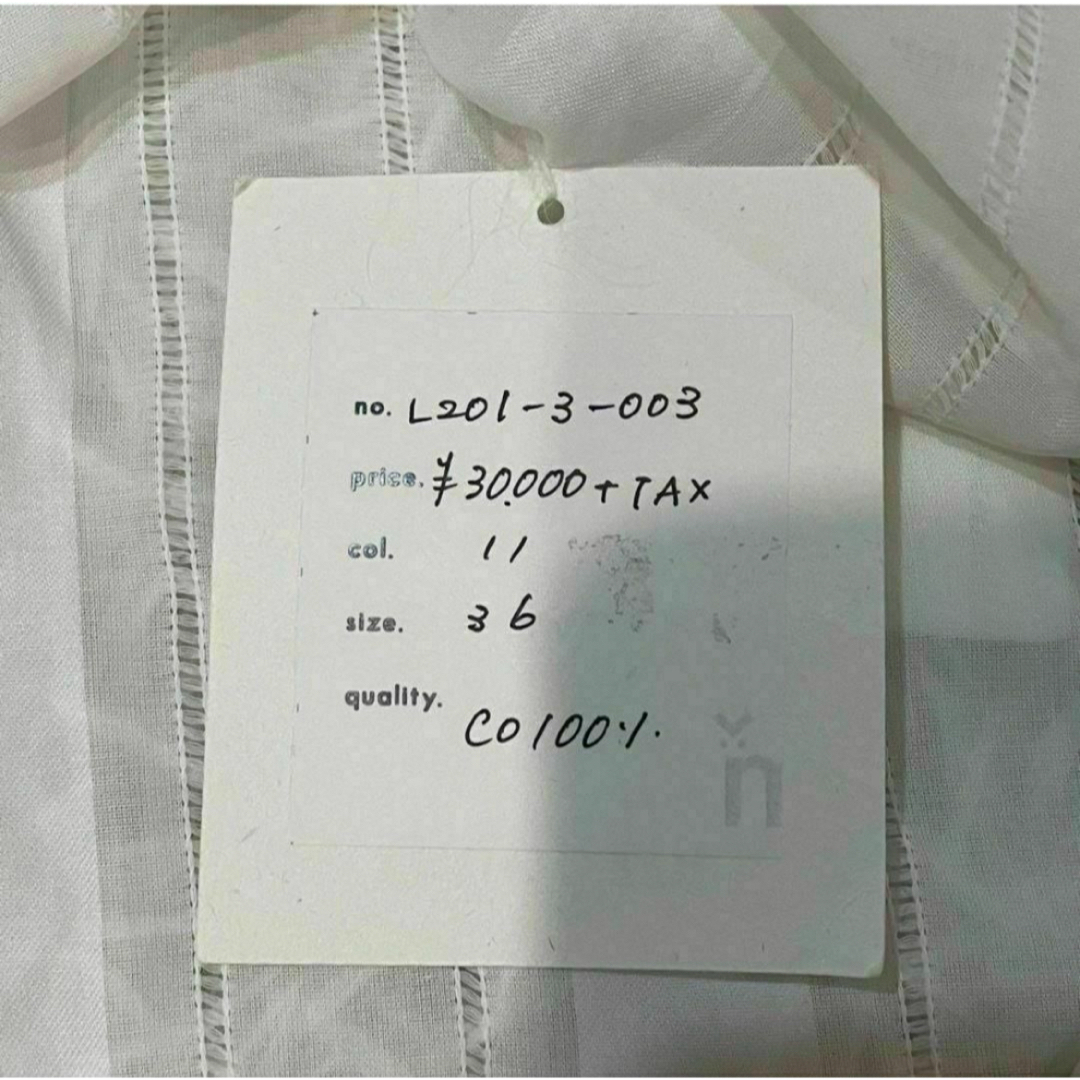 no. L201-3-003
price. ¥30.000+TAX
col. 11
size. 36
quality.
CO100%.
n